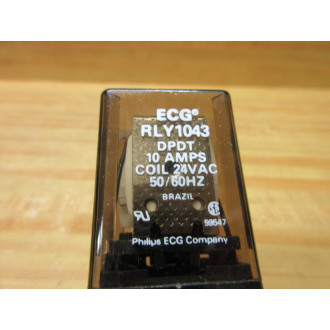 ECG®
RLY1043
DPDT
10 AMPS
COIL 24VAC
50/60HZ
BRAZIL
59547
Philips ECG Company